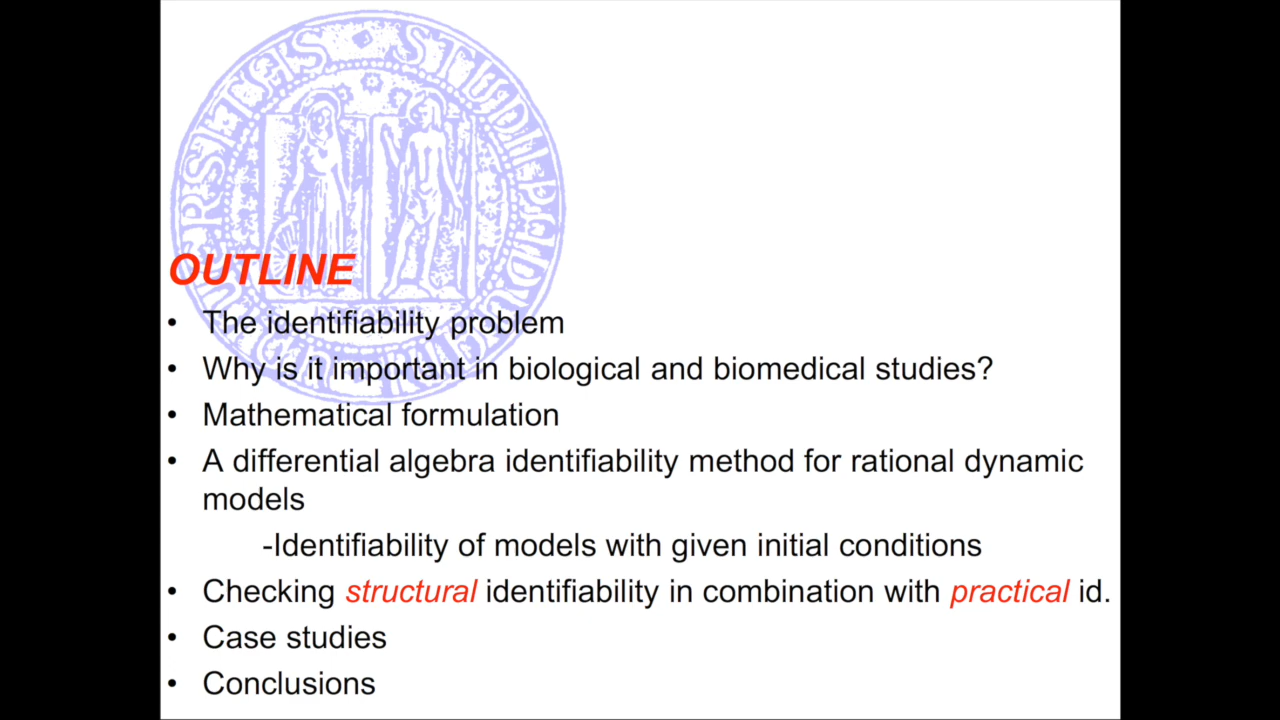 OUTLINE
• The identifiability problem
• Why is it important in biological and biomedical studies?
• Mathematical formulation
• A differential algebra identifiability method for rational dynamic
models
-Identifiability of models with given initial conditions
• Checking structural identifiability in combination with practical id.
• Case studies
• Conclusions